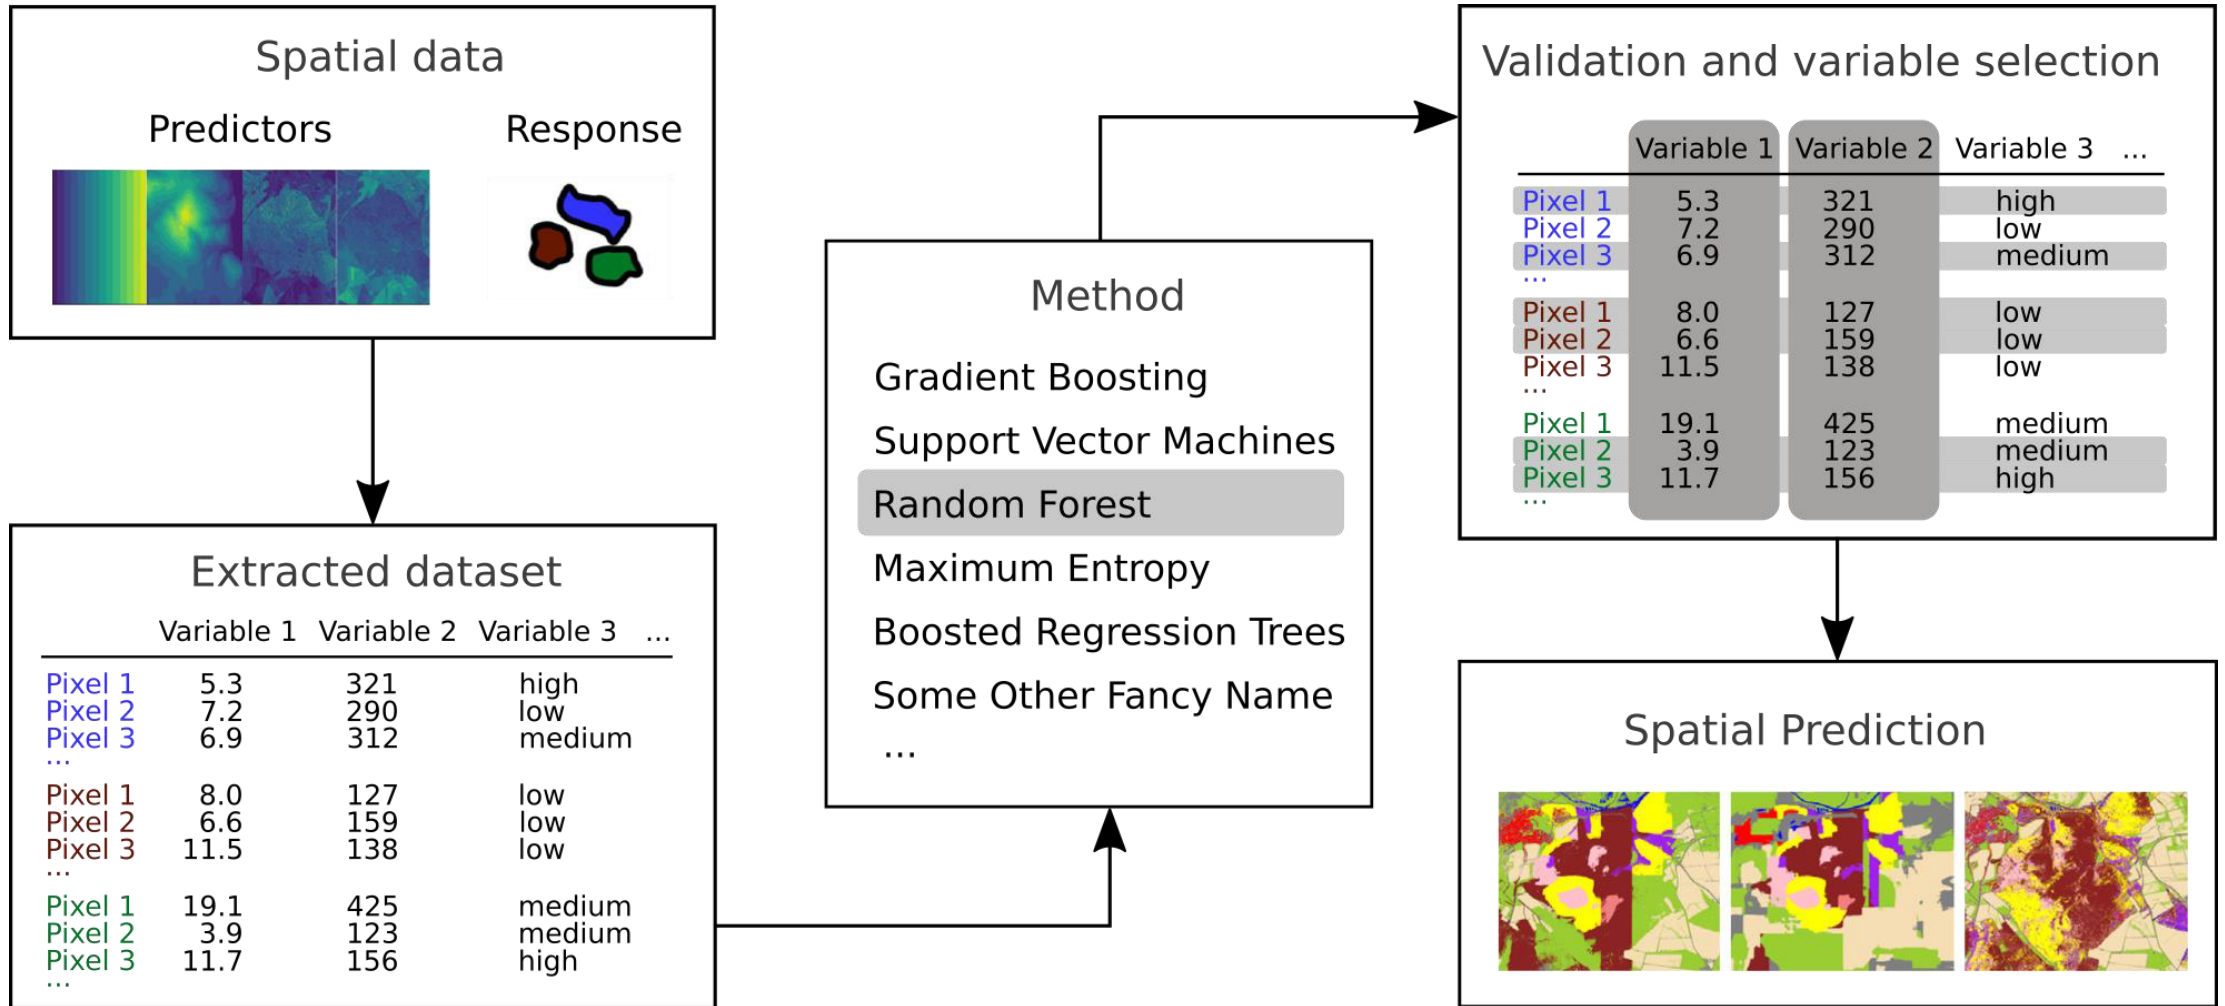 Spatial data
Predictors Response
Extracted dataset
Variable 1 Variable 2 Variable 3 ...
Pixel 1 5.3 321 high
Pixel 2 7.2 290 low
Pixel 3 6.9 312 medium
...
Pixel 1 8.0 127 low
Pixel 2 6.6 159 low
Pixel 3 11.5 138 low
...
Pixel 1 19.1 425 medium
Pixel 2 3.9 123 medium
Pixel 3 11.7 156 high
...
Method
Gradient Boosting
Support Vector Machines
Random Forest
Maximum Entropy
Boosted Regression Trees
Some Other Fancy Name
...
Validation and variable selection
Variable 1 Variable 2 Variable 3 ...
Pixel 1 5.3 321 high
Pixel 2 7.2 290 low
Pixel 3 6.9 312 medium
...
Pixel 1 8.0 127 low
Pixel 2 6.6 159 low
Pixel 3 11.5 138 low
...
Pixel 1 19.1 425 medium
Pixel 2 3.9 123 medium
Pixel 3 11.7 156 high
...
Spatial Prediction